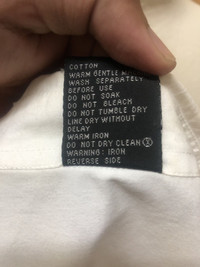 COTTON
WARM GENTLE
WASH SEPARATELY
BEFORE USE
DO NOT SOAK
DO NOT BLEACH
DO NOT TUMBLE DRY
LINE DRY WITHOUT
DELAY
WARM IRON
DO NOT DRY CLEAN
WARNING: IRON
REVERSE SIDE